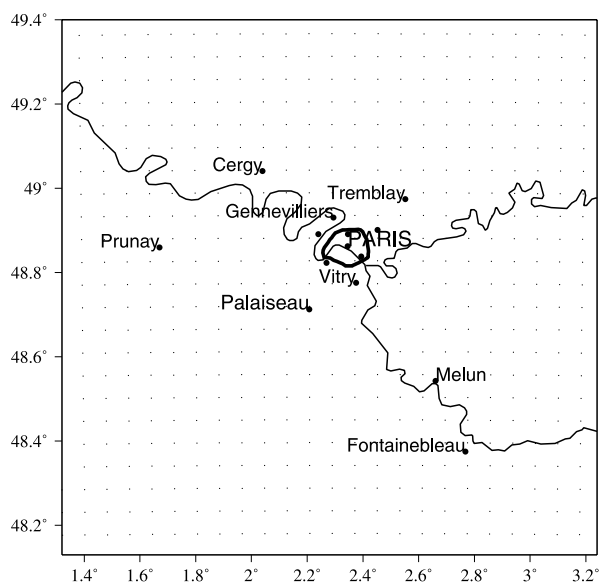 49.4°
49.2°
Cergy
49°
Tremblay
Gennevilliers
PARIS
Prunay
48.8°
Vitry
Palaiseau
48.6°
Melun
Fontainebleau
48.4°
48.2°
1.4° 1.6° 1.8° 2° 2.2° 2.4° 2.6° 2.8° 3° 3.2°